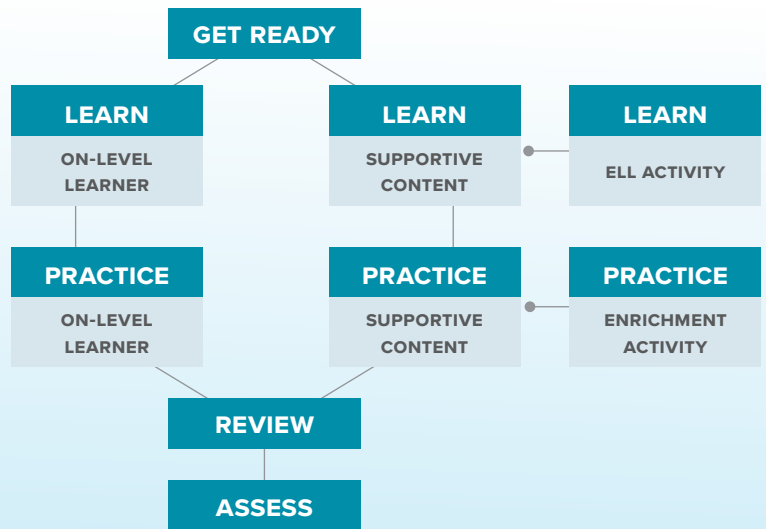 GET READY
LEARN
ON-LEVEL
LEARNER
LEARN
SUPPORTIVE
CONTENT
LEARN
ELL ACTIVITY
PRACTICE
ON-LEVEL
LEARNER
PRACTICE
SUPPORTIVE
CONTENT
PRACTICE
ENRICHMENT
ACTIVITY
REVIEW
ASSESS